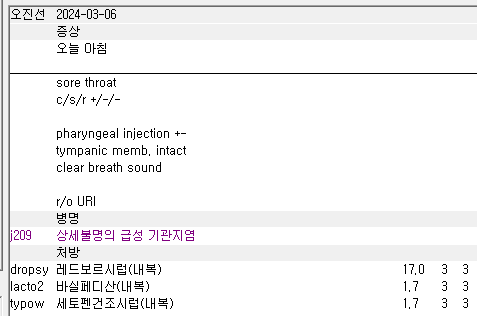 오진선 2024-03-06
증상
오늘 아침
sore throat
c/s/r +/-/-
pharyngeal injection +-
tympanic memb. intact
clear breath sound
r/o URI
병명
j209 상세불명의 급성 기관지염
처방
dropsy 레드보르시럽(내복) 17.0 3 3
lacto2 바실페디산(내복) 1.7 3 3
typow 세토펜건조시럽(내복) 1.7 3 3